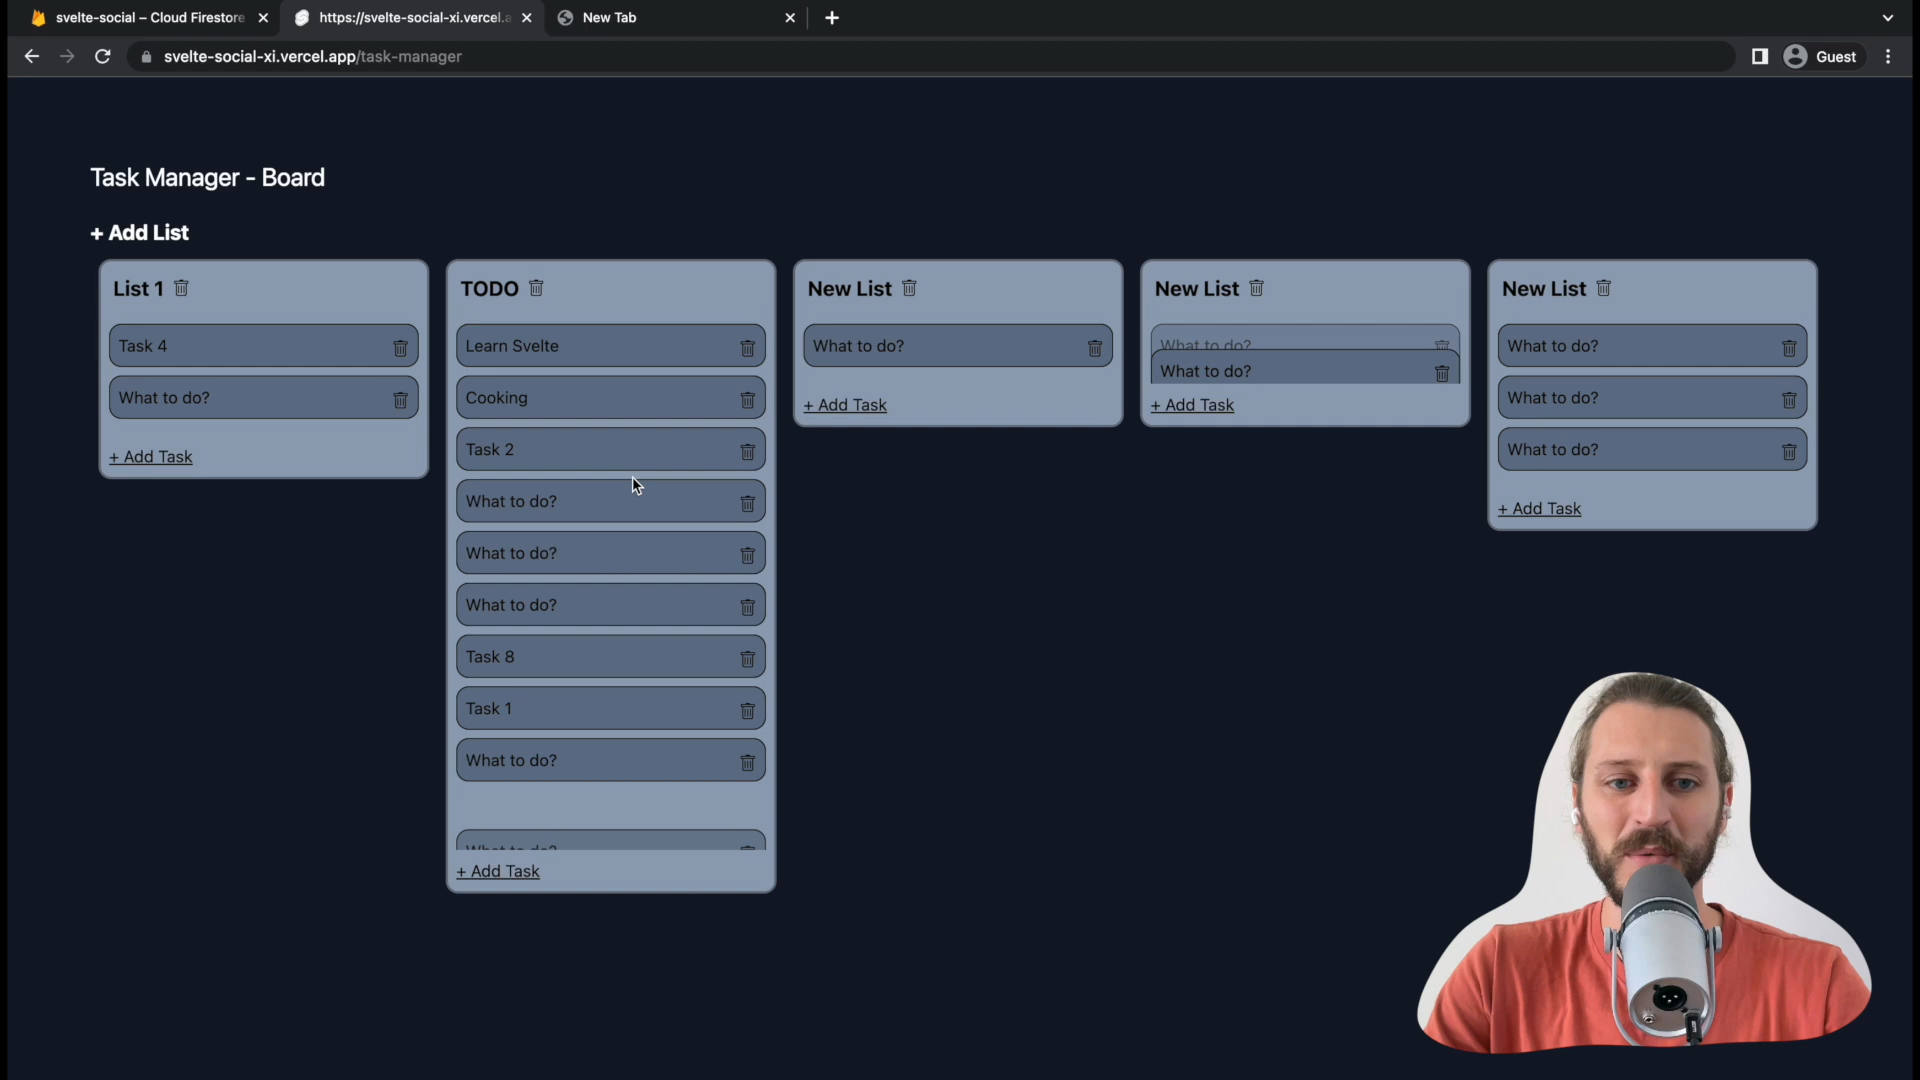 svelte-social – Cloud Firestore
https://svelte-social-xi.vercel.a
New Tab
svelte-social-xi.vercel.app/task-manager
Guest
Task Manager - Board
+ Add List
List 1
Task 4
What to do?
+ Add Task
TODO
Learn Svelte
Cooking
Task 2
What to do?
What to do?
What to do?
Task 8
Task 1
What to do?
What to do?
+ Add Task
New List
What to do?
+ Add Task
New List
What to do?
What to do?
+ Add Task
New List
What to do?
What to do?
What to do?
+ Add Task